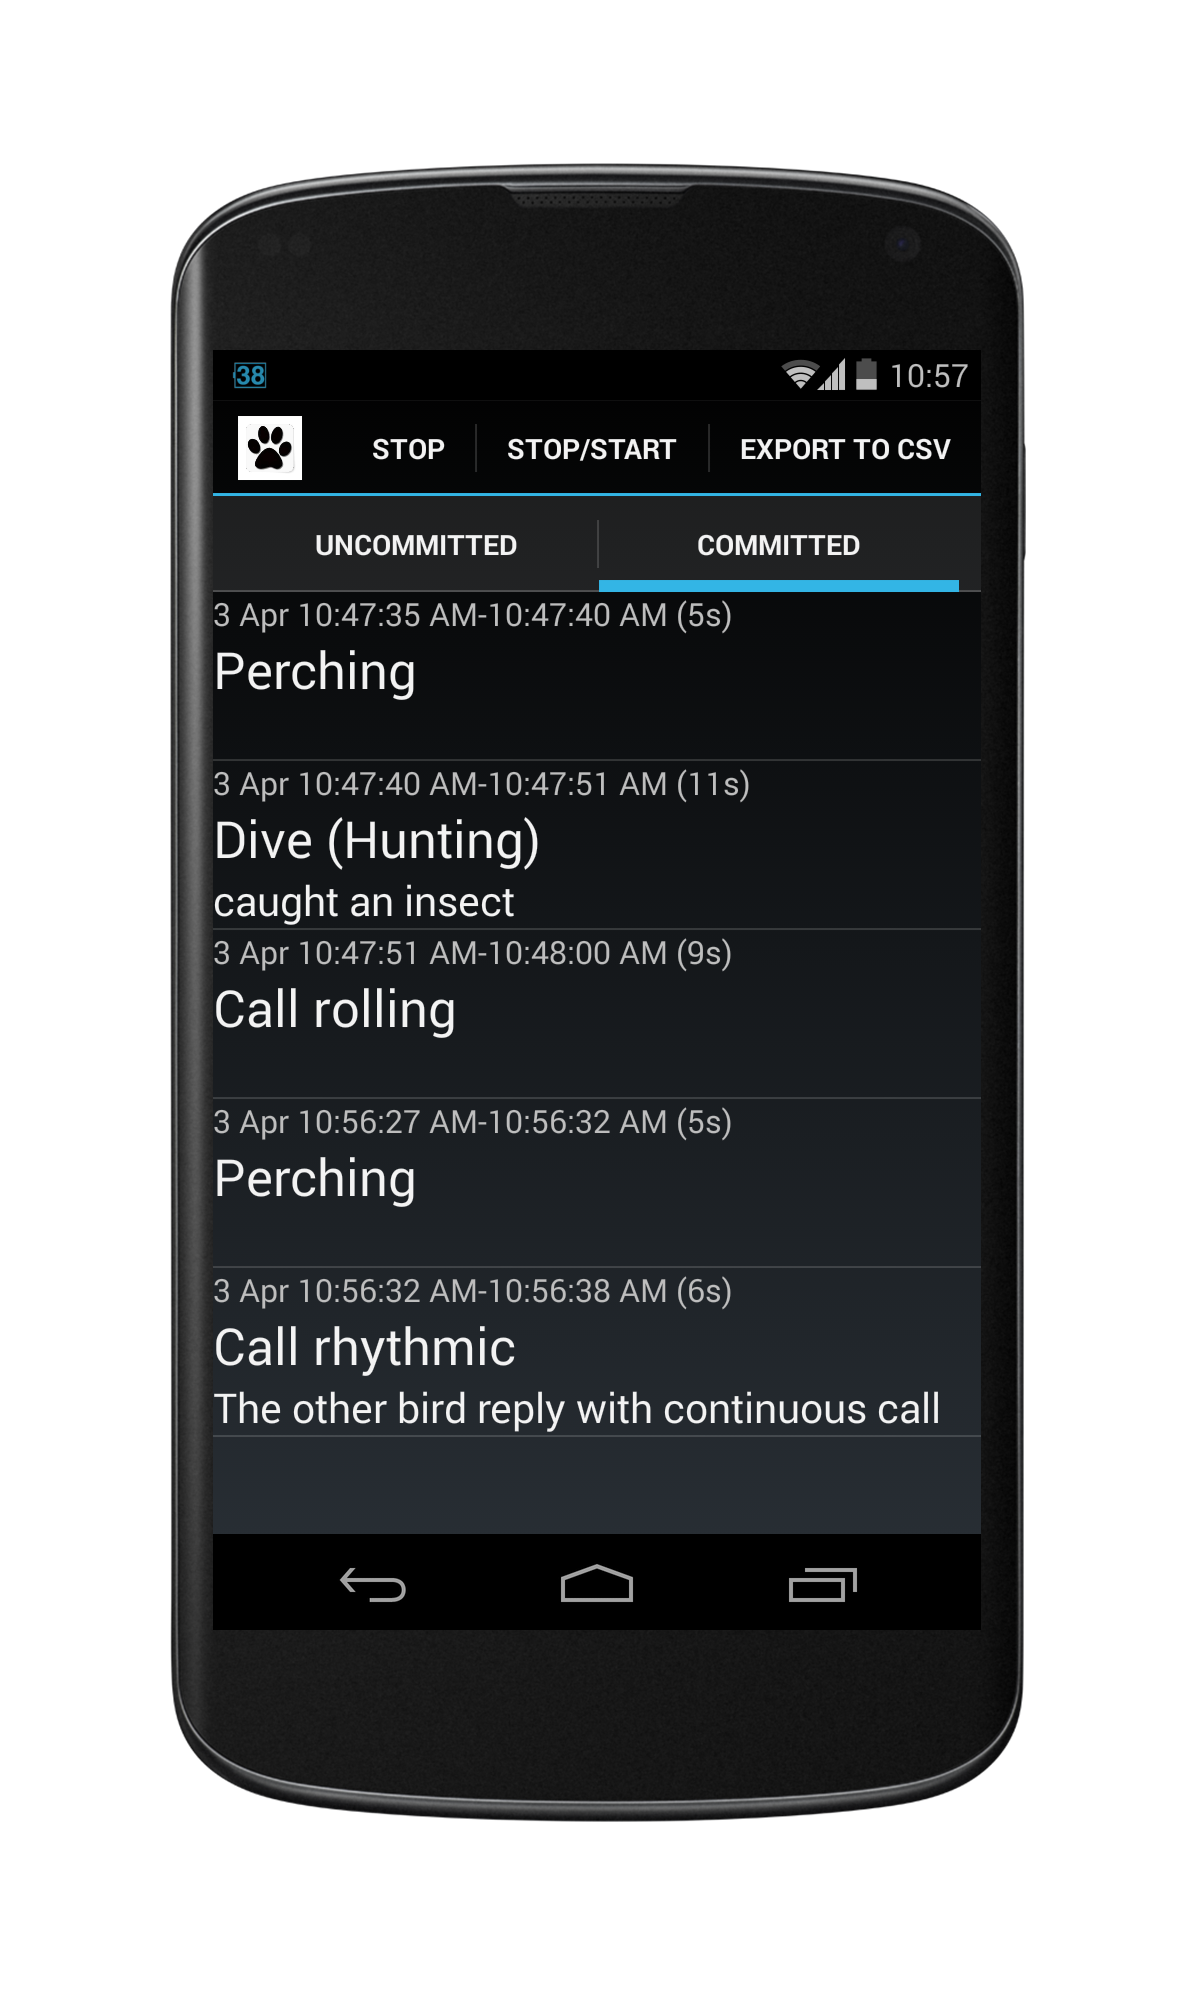 38
10:57
STOP
STOP/START
EXPORT TO CSV
UNCOMMITTED
COMMITTED
3 Apr 10:47:35 AM-10:47:40 AM (5s)
Perching
3 Apr 10:47:40 AM-10:47:51 AM (11s)
Dive (Hunting)
caught an insect
3 Apr 10:47:51 AM-10:48:00 AM (9s)
Call rolling
3 Apr 10:56:27 AM-10:56:32 AM (5s)
Perching
3 Apr 10:56:32 AM-10:56:38 AM (6s)
Call rhythmic
The other bird reply with continuous call